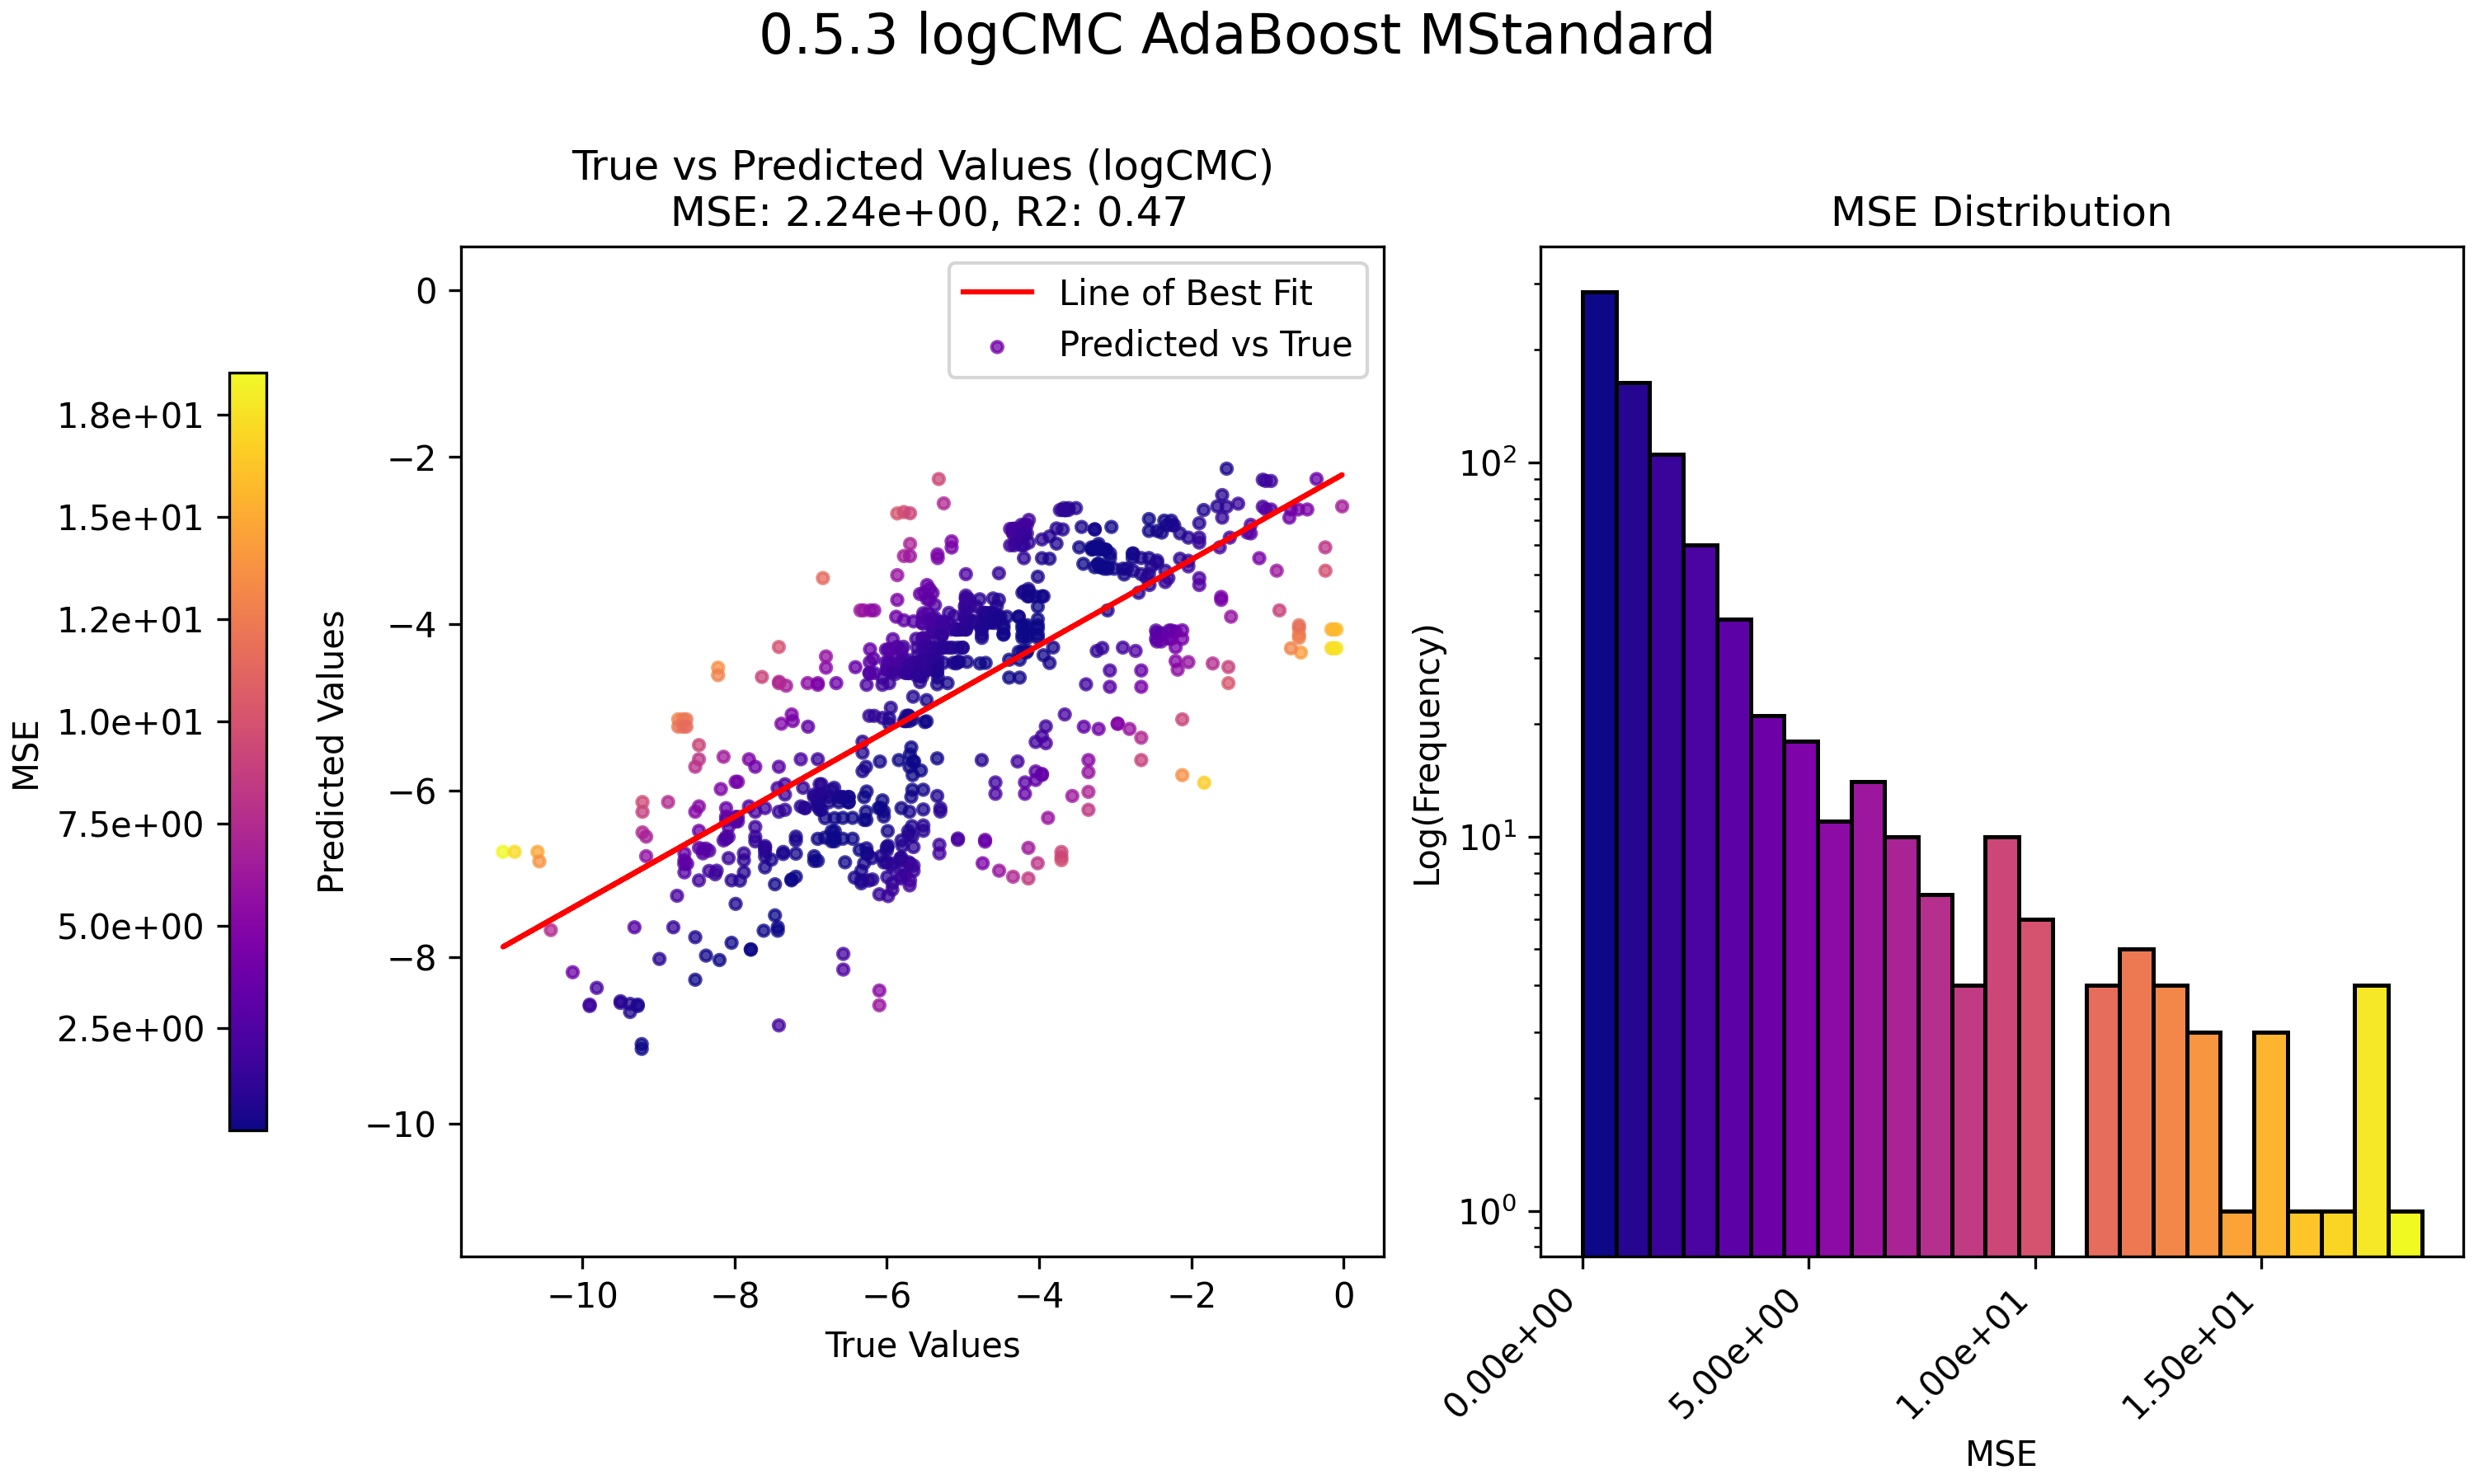 0.5.3 logCMC AdaBoost MStandard
True vs Predicted Values (logCMC)
MSE: 2.24e+00, R2: 0.47
MSE Distribution
Line of Best Fit
Predicted vs True
MSE
1.8e+01
1.5e+01
1.2e+01
1.0e+01
7.5e+00
5.0e+00
2.5e+00
Predicted Values
0
−2
−4
−6
−8
−10
−10
−8
−6
−4
−2
0
True Values
Log(Frequency)
10²
10¹
10⁰
0.00e+00
5.00e+00
1.00e+01
1.50e+01
MSE